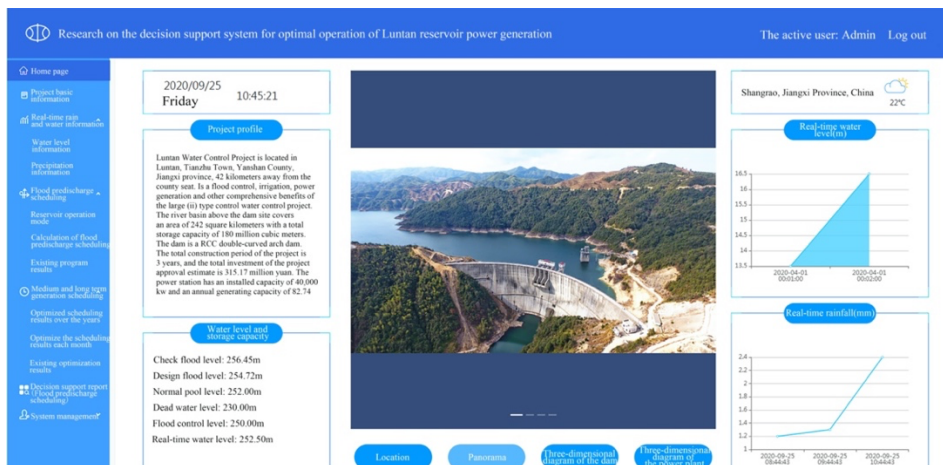 Research on the decision support system for optimal operation of Luntan reservoir power generation
The active user: Admin Log out
Home page
Project basic
information
Real-time rain
and water information
Water level
information
Precipitation
information
Flood predischarge
scheduling
Reservoir operation
mode
Calculation of flood
predischarge scheduling
Existing program
results
Medium and long term
generation scheduling
Optimized scheduling
results over the years
Optimize the scheduling
results each month
Existing optimization
results
Decision support report
(Flood predischarge
scheduling)
System management
2020/09/25
Friday
10:45:21
Project profile
Luntan Water Control Project is located in
Luntan, Tianzhu Town, Yanshan County,
Jiangxi province, 42 kilometers away from the
county seat. Is a flood control, irrigation, power
generation and other comprehensive benefits of
the large (ii) type control water control project.
The river basin above the dam site covers
an area of 242 square kilometers with a total
storage capacity of 180 million cubic meters.
The dam is a RCC double-curved arch dam.
The total construction period of the project is
3 years, and the total investment of the project
approval estimate is 315.17 million yuan. The
power station has an installed capacity of 40,000
kw and an annual generating capacity of 82.74
Water level and
storage capacity
Check flood level: 256.45m
Design flood level: 254.72m
Normal pool level: 252.00m
Dead water level: 230.00m
Flood control level: 250.00m
Real-time water level: 252.50m
Location
Panorama
Three-dimensional
diagram of the dam
Three-dimensional
diagram of
the power plant
Shangrao, Jiangxi Province, China
22°C
Real-time water
level(m)
16.5
16
15.5
15
14.5
14
13.5
2020-04-01
00:01:00
2020-04-01
00:02:00
Real-time rainfall(mm)
2.4
2.2
2
1.8
1.6
1.4
1.2
1
2020-09-25
08:44:43
2020-09-25
09:44:43
2020-09-25
10:44:43